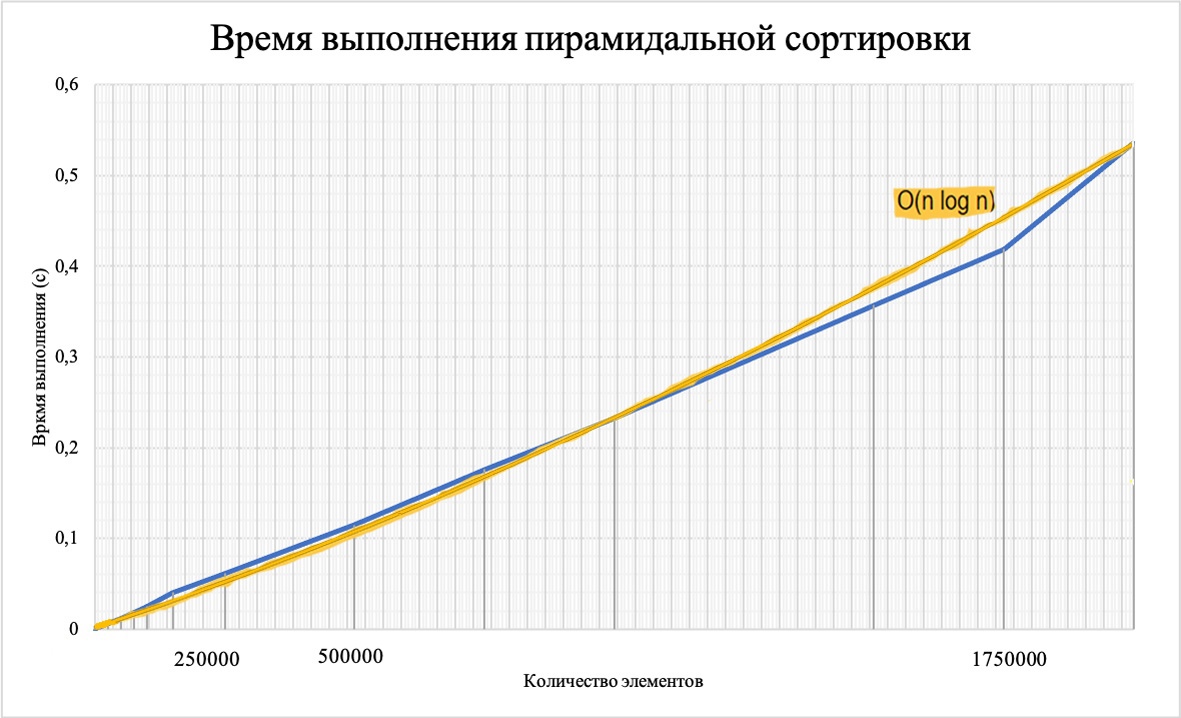 Время выполнения пирамидальной сортировки
0,6
0,5
O(n log n)
0,4
0,3
0,2
0,1
0
Вркмя выполнения (с)
250000
500000
1750000
Количество элементов